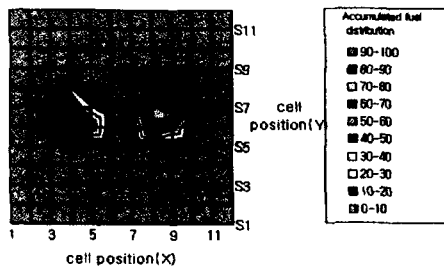 S11
S9
S7
S5
S3
S1
1 3 5 7 9 11
cell position(X)
cell
position(Y
Accumulated fuel
distribution
90-100
80-90
70-80
60-70
50-60
40-50
30-40
20-30
10-20
0-10